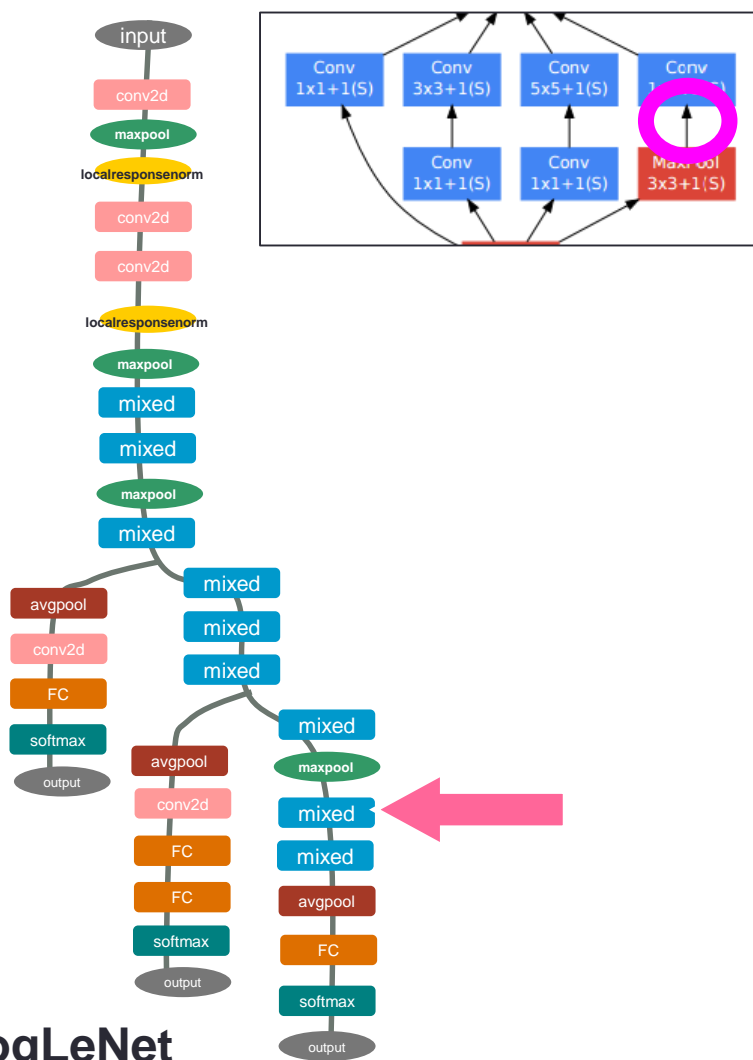 input
conv2d
maxpool
localresponsenorm
conv2d
conv2d
localresponsenorm
maxpool
mixed
mixed
maxpool
mixed
avgpool
conv2d
FC
softmax
output
mixed
mixed
mixed
avgpool
conv2d
FC
FC
softmax
output
mixed
maxpool
mixed
mixed
avgpool
FC
softmax
output
Conv
1x1+1(S)
Conv
3x3+1(S)
Conv
5x5+1(S)
Conv
Conv
1x1+1(S)
Conv
1x1+1(S)
MaxPool
3x3+1(S)